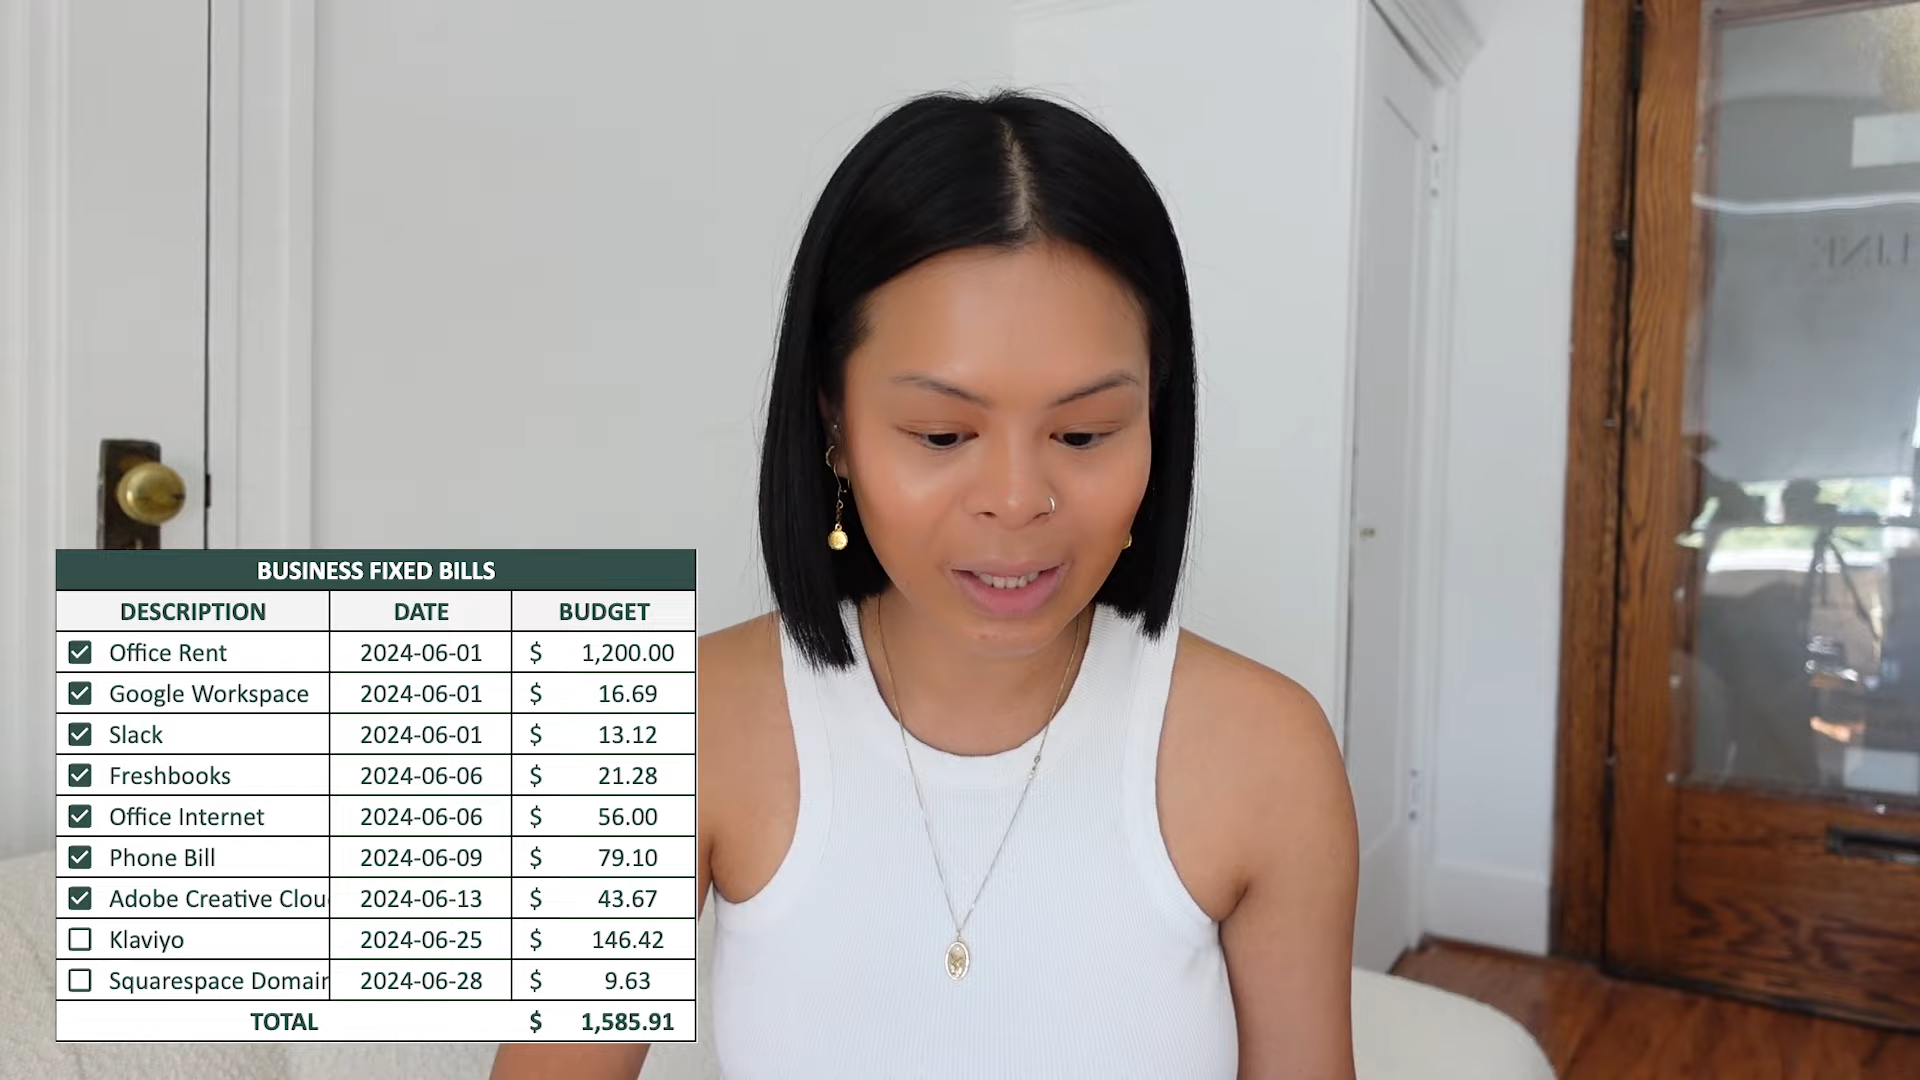 BUSINESS FIXED BILLS
DESCRIPTION DATE BUDGET
Office Rent 2024-06-01 $ 1,200.00
Google Workspace 2024-06-01 $ 16.69
Slack 2024-06-01 $ 13.12
Freshbooks 2024-06-06 $ 21.28
Office Internet 2024-06-06 $ 56.00
Phone Bill 2024-06-09 $ 79.10
Adobe Creative Clou 2024-06-13 $ 43.67
Klaviyo 2024-06-25 $ 146.42
Squarespace Domain 2024-06-28 $ 9.63
TOTAL $ 1,585.91